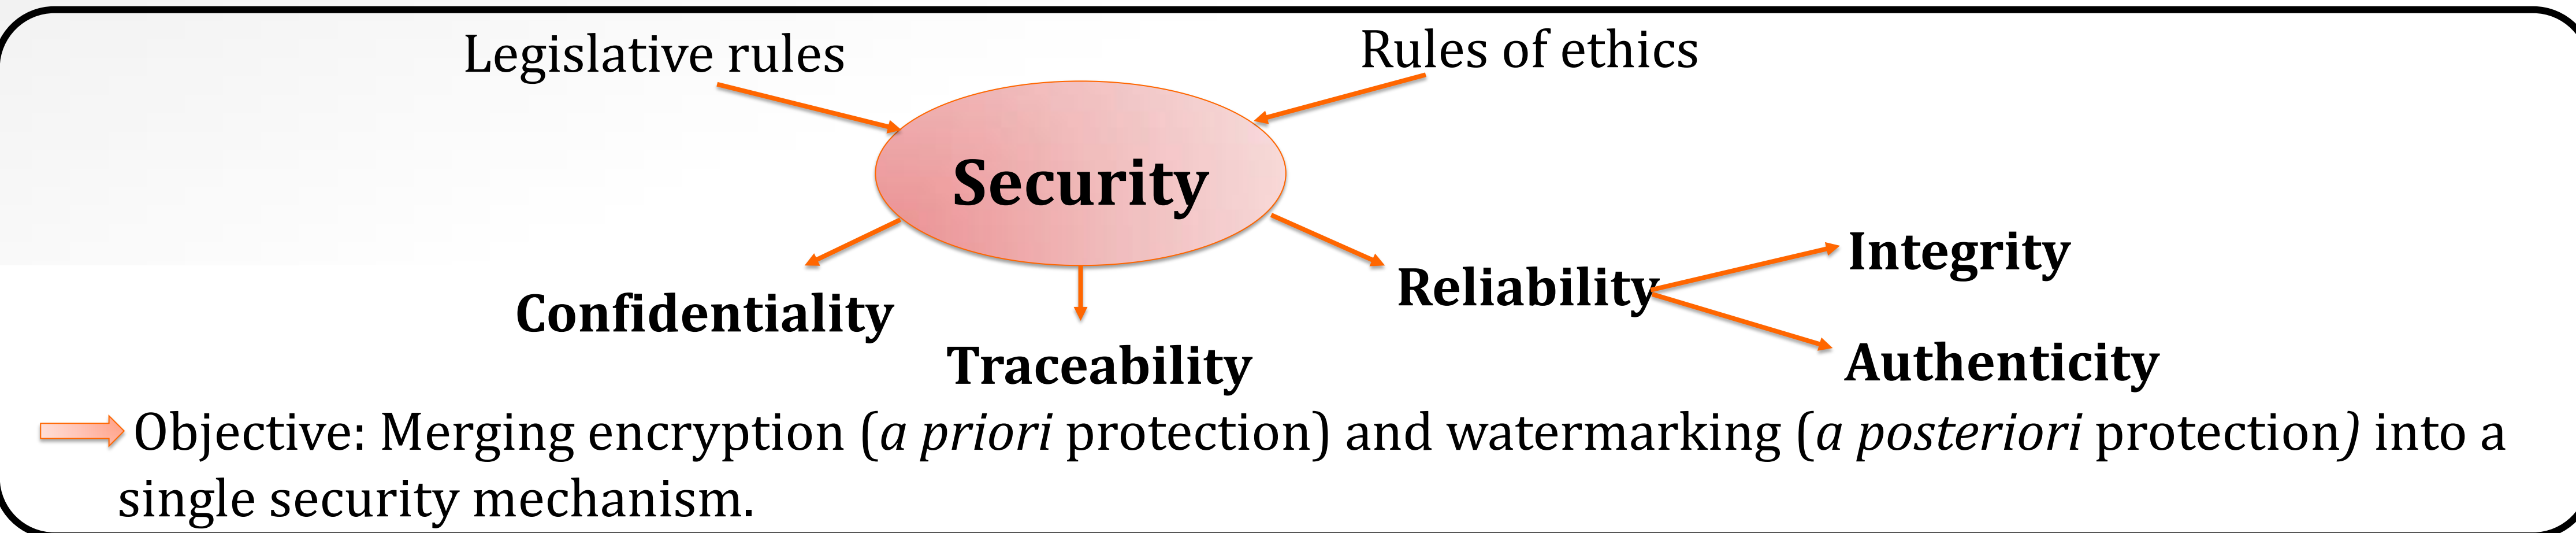 Legislative rules
Rules of ethics
Security
Confidentiality
Traceability
Reliability
Integrity
Authenticity
Objective: Merging encryption (a priori protection) and watermarking (a posteriori protection) into a
single security mechanism.